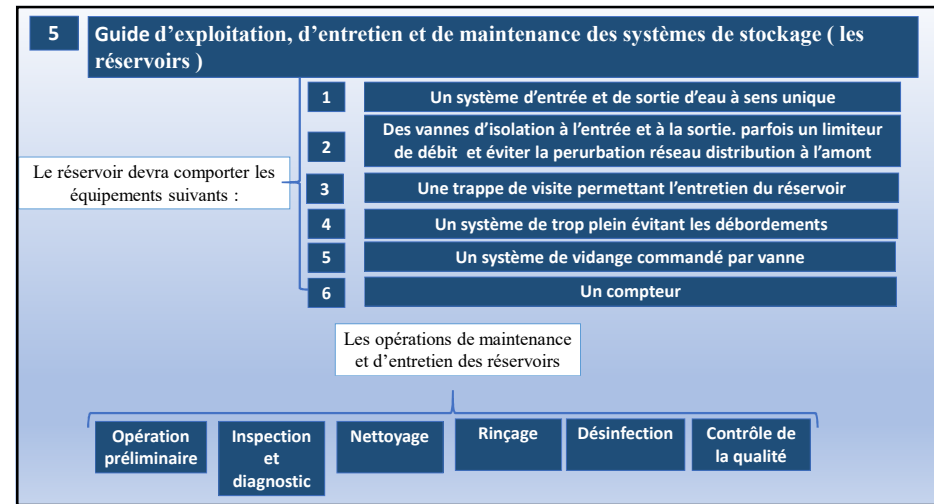 5
Guide d’exploitation, d’entretien et de maintenance des systèmes de stockage ( les
réservoirs )
Le réservoir devra comporter les
équipements suivants :
1
Un système d’entrée et de sortie d’eau à sens unique
2
Des vannes d’isolation à l’entrée et à la sortie. parfois un limiteur
de débit et éviter la perurbation réseau distribution à l’amont
3
Une trappe de visite permettant l’entretien du réservoir
4
Un système de trop plein évitant les débordements
5
Un système de vidange commandé par vanne
6
Un compteur
Les opérations de maintenance
et d’entretien des réservoirs
Opération
préliminaire
Inspection
et
diagnostic
Nettoyage
Rinçage
Désinfection
Contrôle de
la qualité